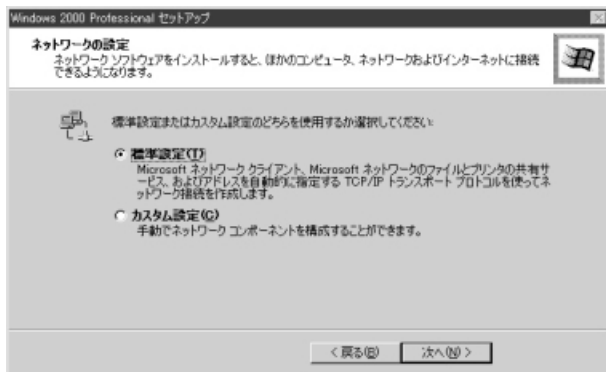 Windows 2000 Professional セットアップ
ネットワークの設定
ネットワーク ソフトウェアをインストールすると、ほかのコンピュータ、ネットワークおよびインターネットに接続
できるようになります。
標準設定またはカスタム設定のどちらを使用するか選択してください:
標準設定(T)
Microsoft ネットワーク クライアント、Microsoft ネットワークのファイルとプリンタの共有サ
ービス、およびアドレスを自動的に指定する TCP/IP トランスポート プロトコルを使ってネ
ットワーク接続を作成します。
カスタム設定(C)
手動でネットワーク コンポーネントを構成することができます。
< 戻る(B)
次へ(N) >